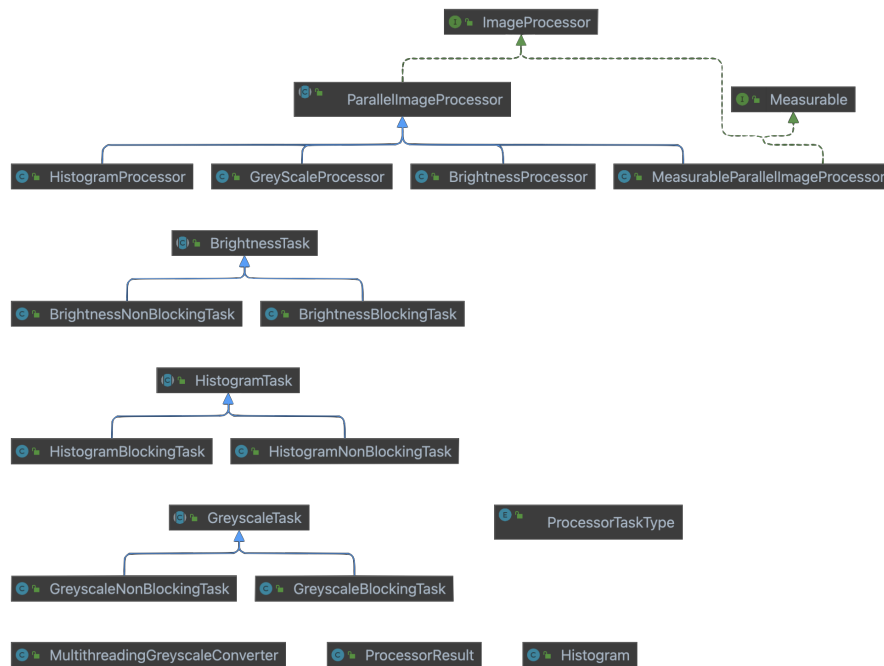 ImageProcessor
ParallelImageProcessor
Measurable
HistogramProcessor
GreyScaleProcessor
BrightnessProcessor
MeasurableParallelImageProcessor
BrightnessTask
BrightnessNonBlockingTask
BrightnessBlockingTask
HistogramTask
HistogramBlockingTask
HistogramNonBlockingTask
GreyscaleTask
ProcessorTaskType
GreyscaleNonBlockingTask
GreyscaleBlockingTask
MultithreadingGreyscaleConverter
ProcessorResult
Histogram